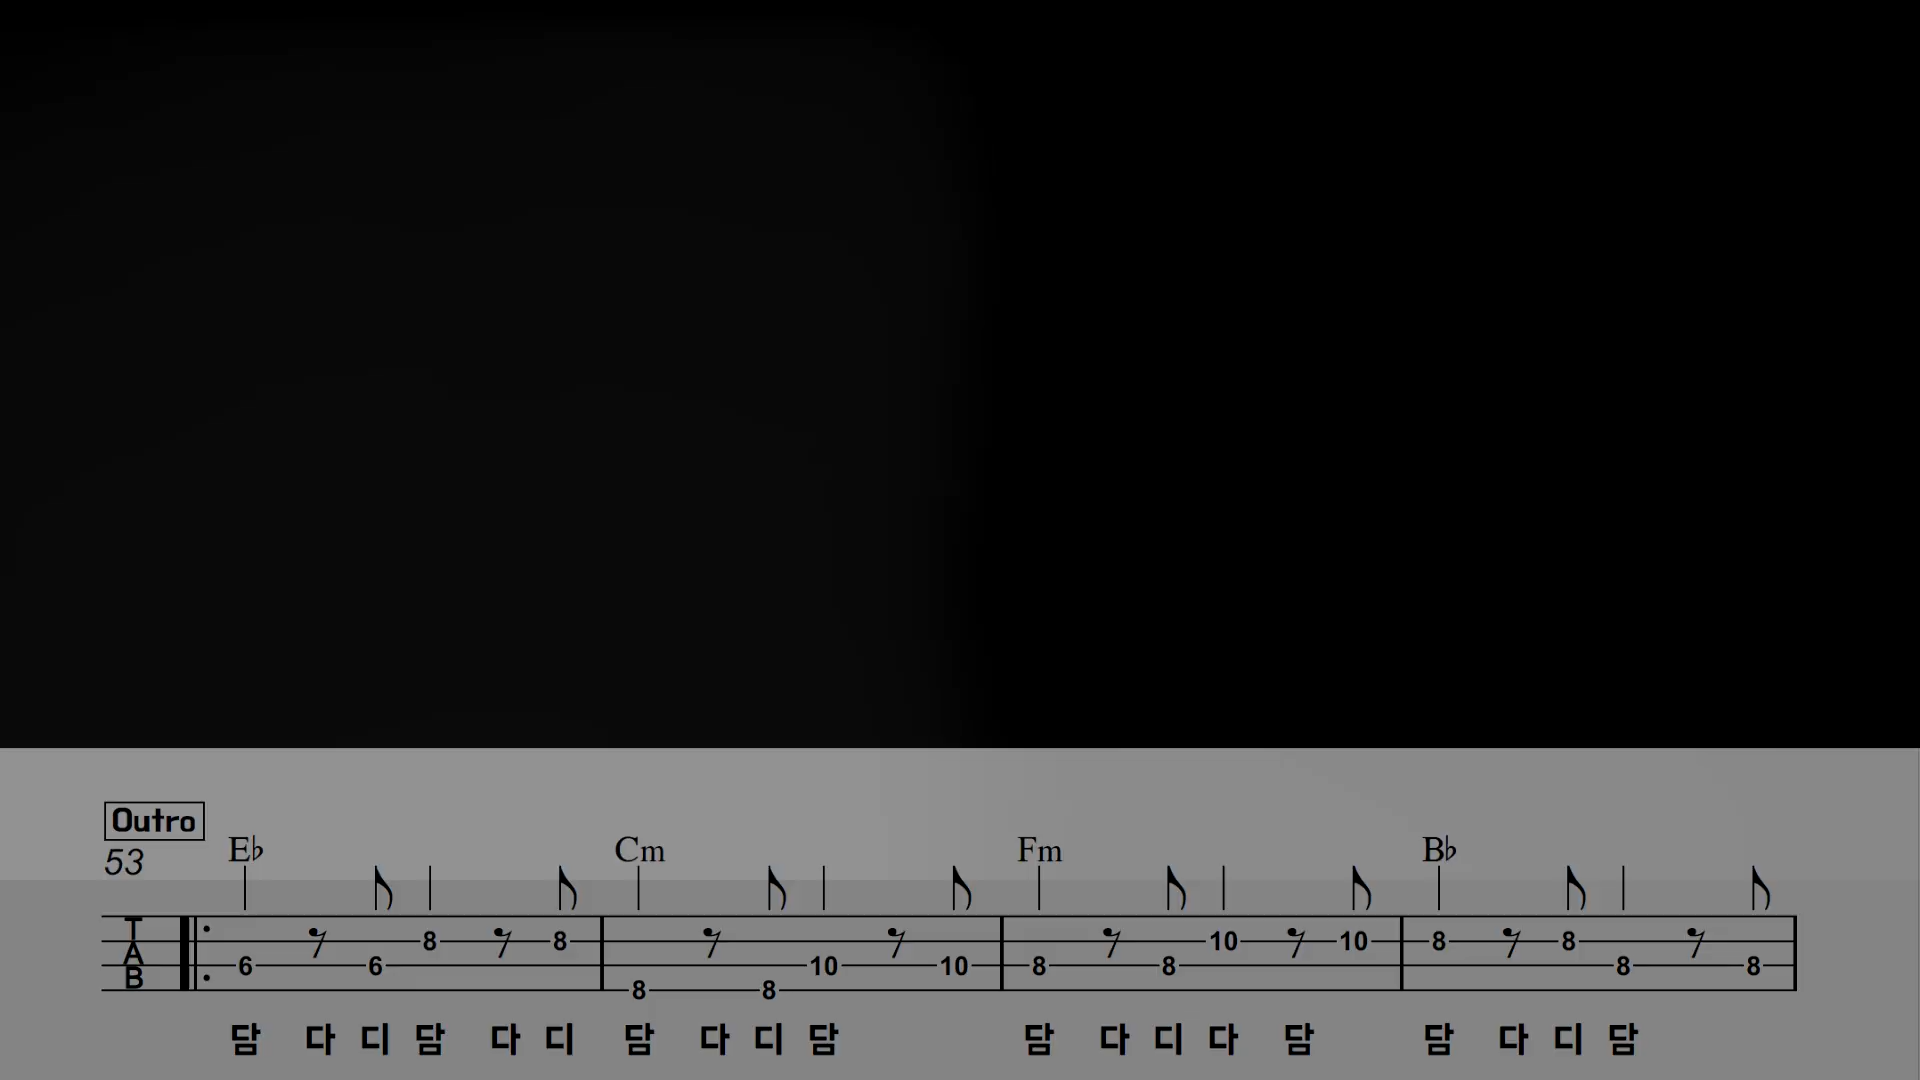 Outro
53 E♭ Cm Fm B♭
TAB
8 8 10 10 8 8
6 6 10 10 8 8 8 8
8 8
담 다 디 담 다 디 담 다 디 담 담 다 디 다 담 담 다 디 담